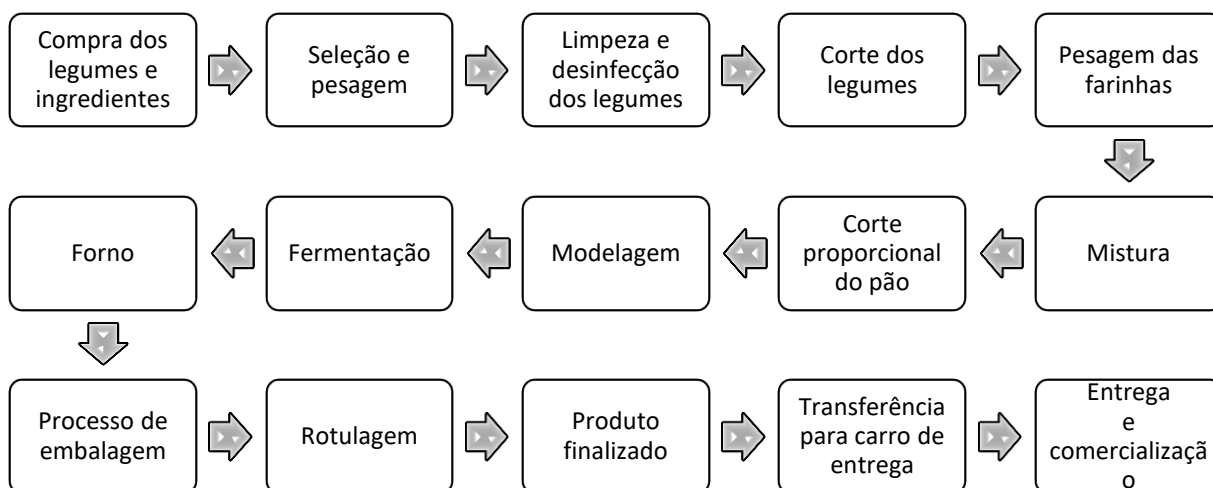 Compra dos
legumes e
ingredientes
Seleção e
pesagem
Limpeza e
desinfecção
dos legumes
Corte dos
legumes
Pesagem das
farinhas
Forno
Fermentação
Modelagem
Corte
proporcional
do pão
Mistura
Processo de
embalagem
Rotulagem
Produto
finalizado
Transferência
para carro de
entrega
Entrega
e
comercializaçã
o